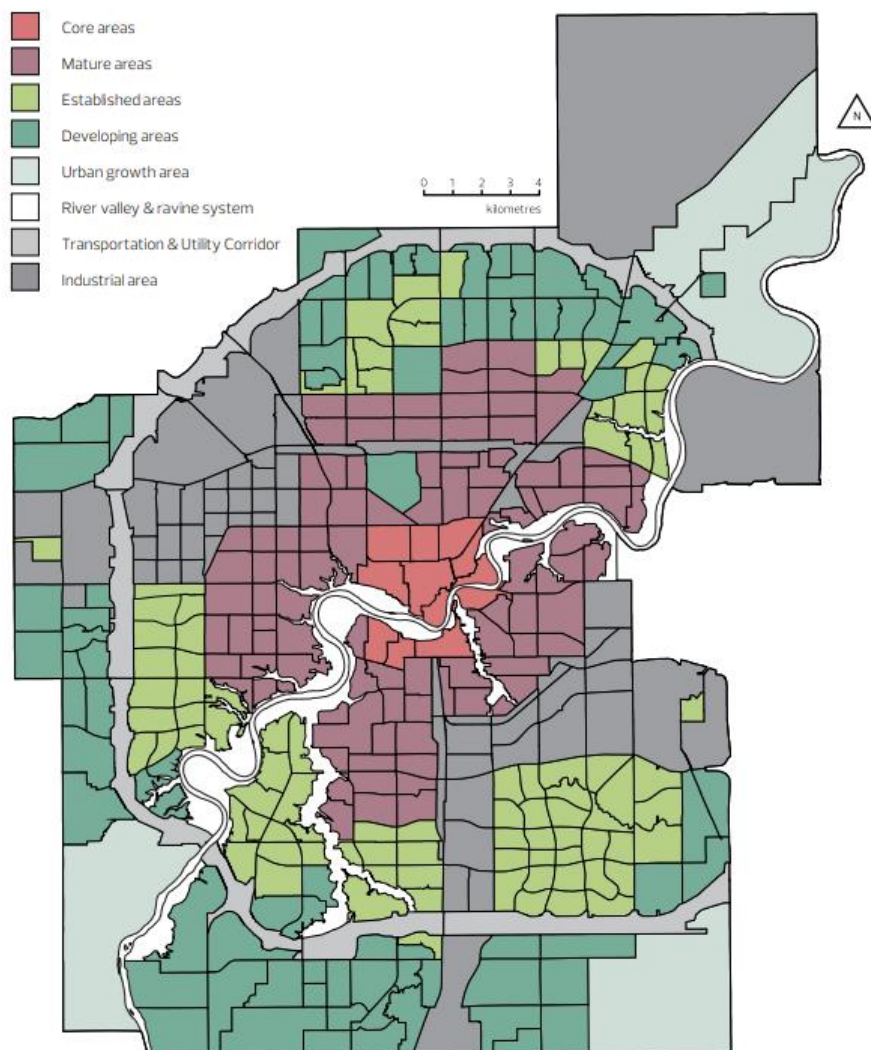 Core areas
Mature areas
Established areas
Developing areas
Urban growth area
River valley & ravine system
Transportation & Utility Corridor
Industrial area
N
0 1 2 3 4
kilometres